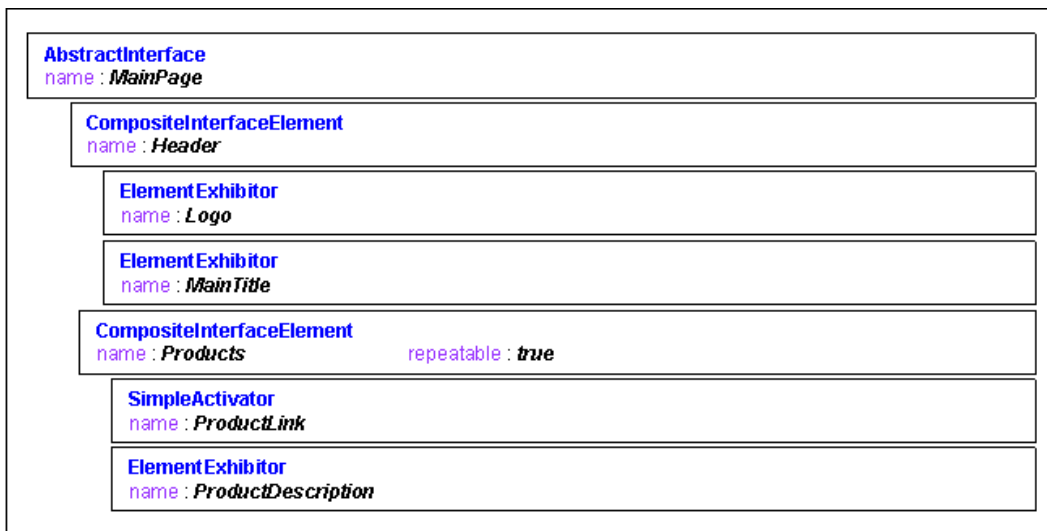 AbstractInterface
name : MainPage
CompositeInterfaceElement
name : Header
ElementExhibitor
name : Logo
ElementExhibitor
name : MainTitle
CompositeInterfaceElement
name : Products repeatable : true
SimpleActivator
name : ProductLink
ElementExhibitor
name : ProductDescription